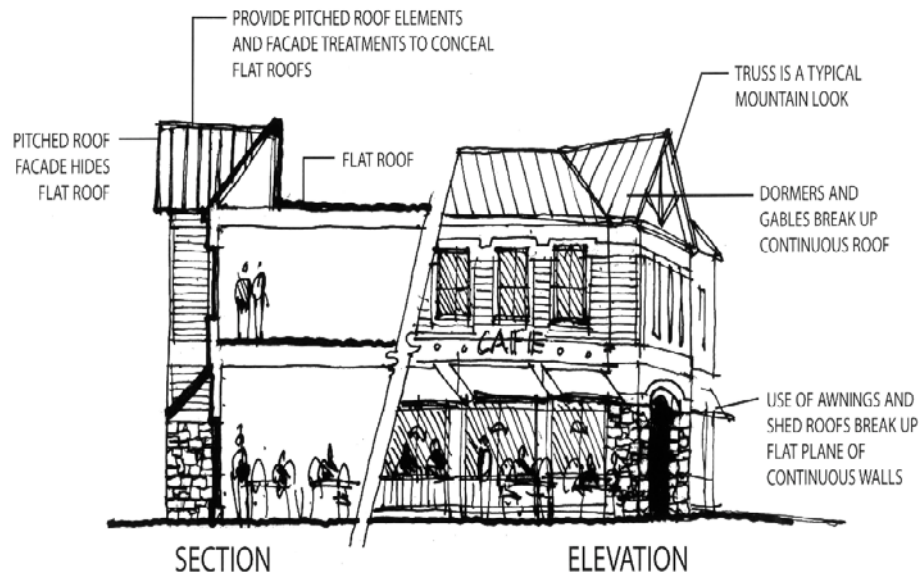 PROVIDE PITCHED ROOF ELEMENTS
AND FACADE TREATMENTS TO CONCEAL
FLAT ROOFS
TRUSS IS A TYPICAL
MOUNTAIN LOOK
PITCHED ROOF
FACADE HIDES
FLAT ROOF
FLAT ROOF
DORMERS AND
GABLES BREAK UP
CONTINUOUS ROOF
CAFE
USE OF AWNINGS AND
SHED ROOFS BREAK UP
FLAT PLANE OF
CONTINUOUS WALLS
SECTION
ELEVATION